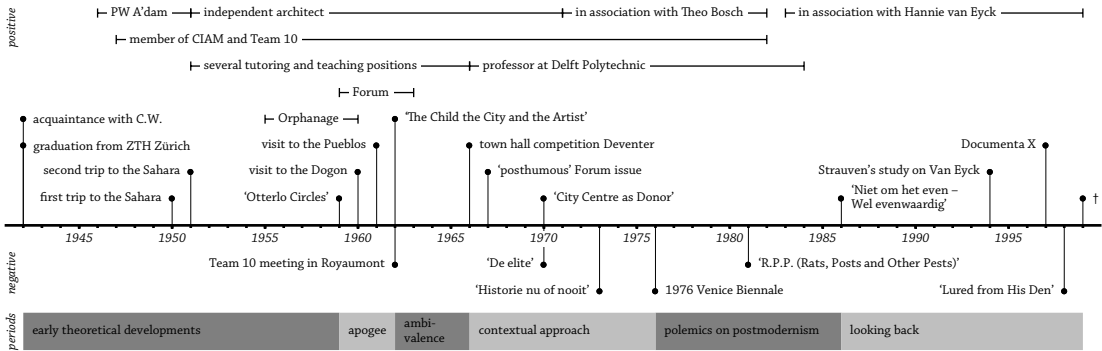 positive
PW A'dam
independent architect
in association with Theo Bosch
in association with Hannie van Eyck
member of CIAM and Team 10
several tutoring and teaching positions
professor at Delft Polytechnic
Forum
acquaintance with C.W.
Orphanage
‘The Child the City and the Artist’
graduation from ZTH Zürich
visit to the Pueblos
town hall competition Deventer
Documenta X
second trip to the Sahara
visit to the Dogon
‘posthumous’ Forum issue
Strauven's study on Van Eyck
first trip to the Sahara
‘Otterlo Circles’
‘City Centre as Donor’
‘Niet om het even –
Wel evenwaardig’
†
1945 1950 1955 1960 1965 1970 1975 1980 1985 1990 1995
negative
Team 10 meeting in Royaumont
‘De elite’
‘R.P.P. (Rats, Posts and Other Pests)’
‘Historie nu of nooit’
1976 Venice Biennale
‘Lured from His Den’
periods
early theoretical developments
apogee
ambi-
valence
contextual approach
polemics on postmodernism
looking back